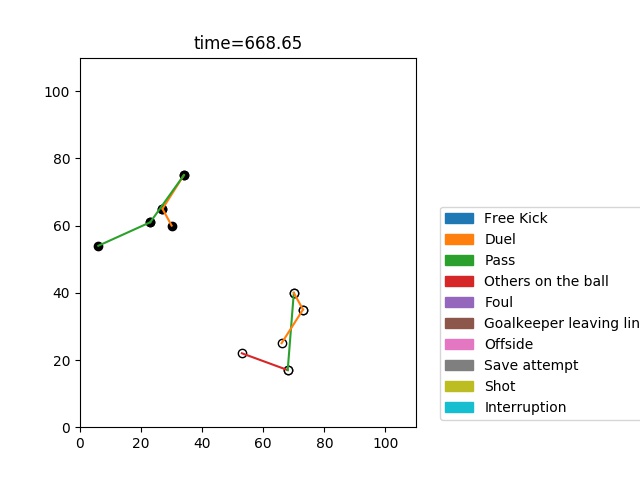 time=668.65
100
80
60
40
20
0
0 20 40 60 80 100
Free Kick
Duel
Pass
Others on the ball
Foul
Goalkeeper leaving lin
Offside
Save attempt
Shot
Interruption